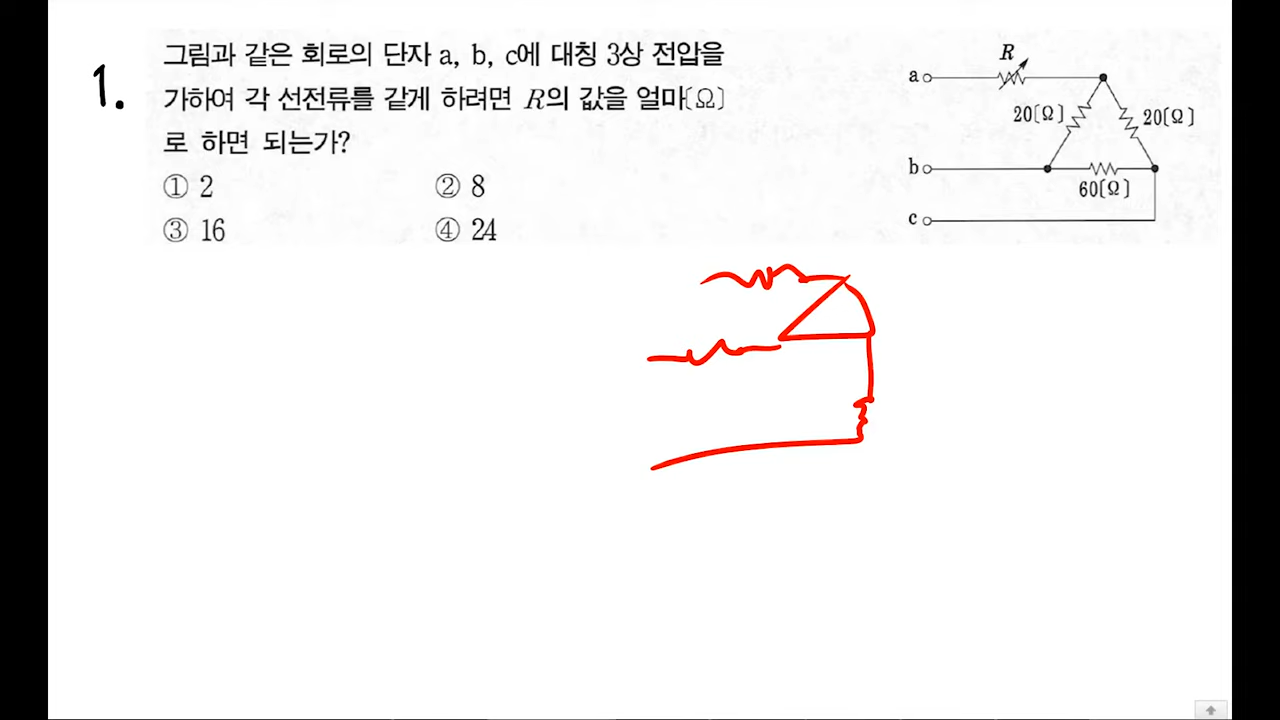 1.
그림과 같은 회로의 단자 a, b, c에 대칭 3상 전압을
가하여 각 선전류를 같게 하려면 R의 값을 얼마[Ω]
로 하면 되는가?
① 2 ② 8
③ 16 ④ 24
R
a
20[Ω] 20[Ω]
b
60[Ω]
c